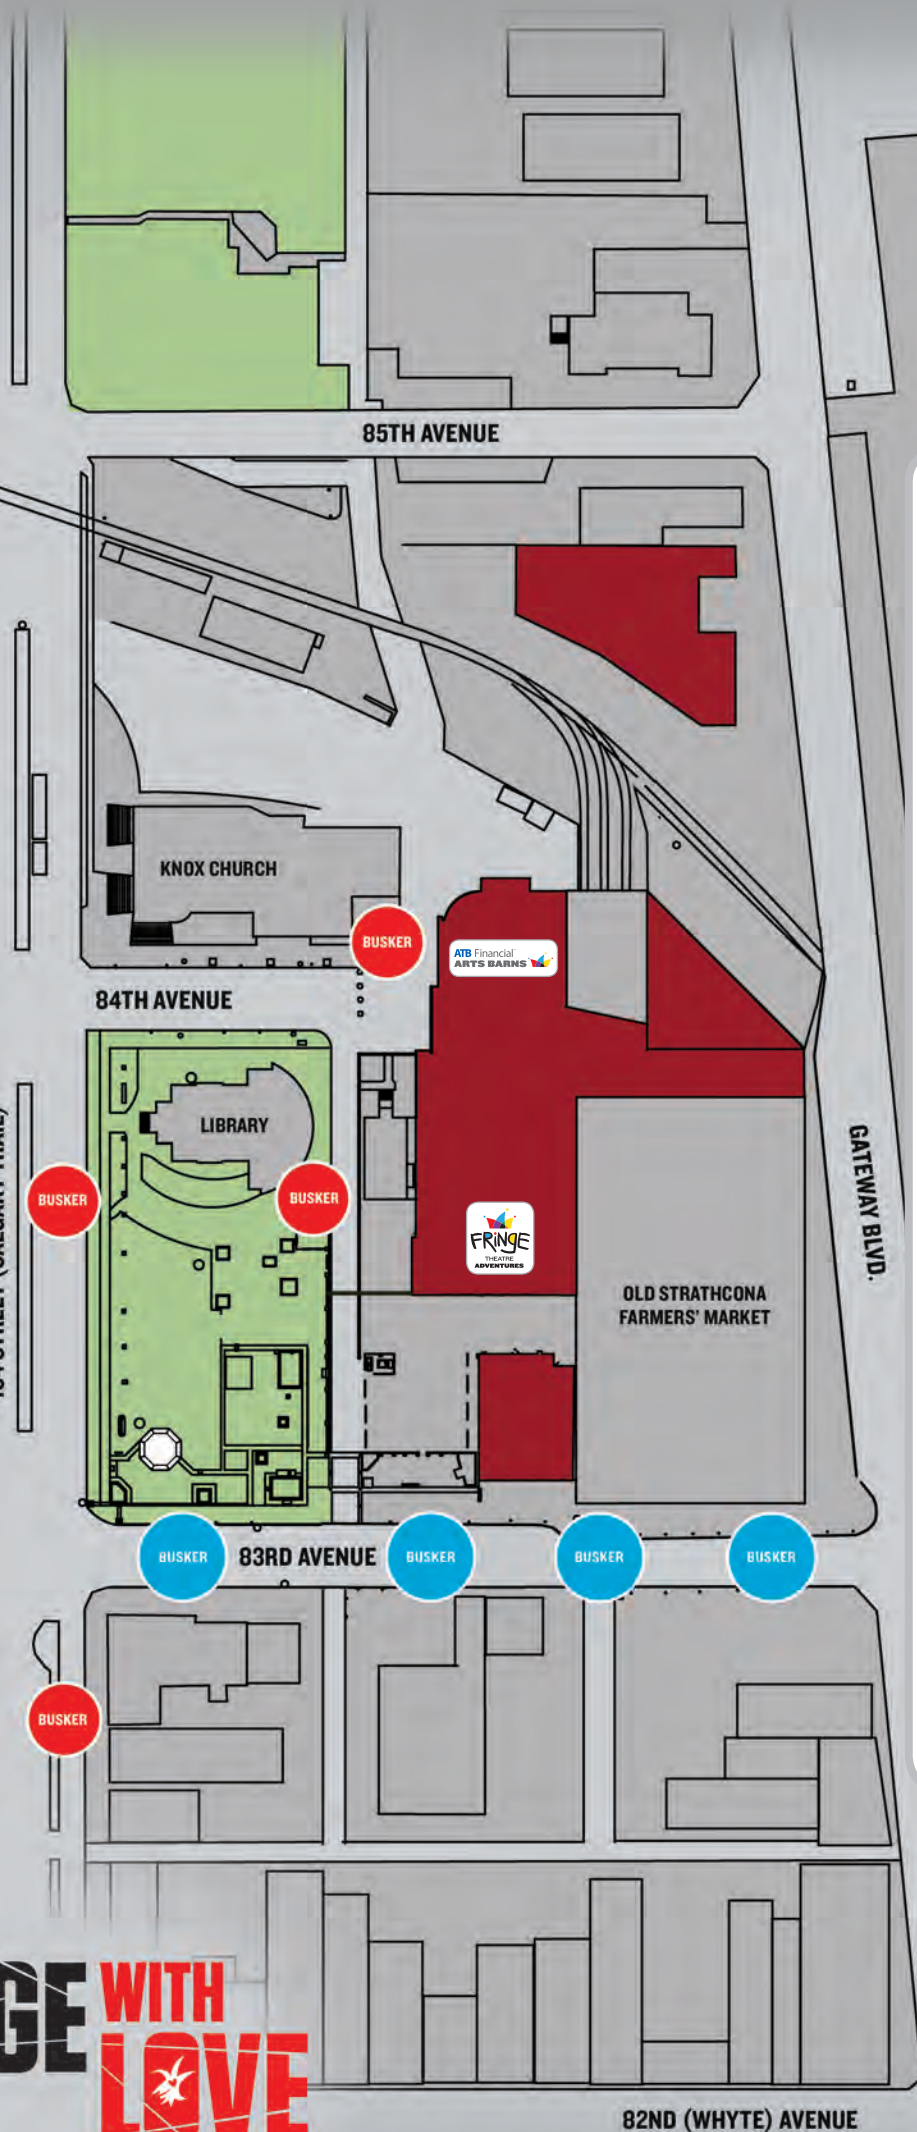 85TH AVENUE
KNOX CHURCH
BUSKER
ATB Financial
ARTS BARNS
84TH AVENUE
LIBRARY
BUSKER
BUSKER
GATEWAY BLVD.
FRINGE
THEATRE
ADVENTURES
OLD STRATHCONA
FARMERS' MARKET
BUSKER
83RD AVENUE
BUSKER
BUSKER
BUSKER
BUSKER
GE WITH
LOVE
82ND (WHYTE) AVENUE